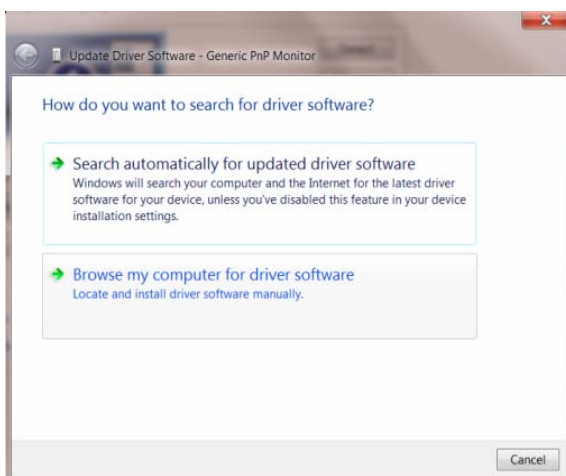 Update Driver Software - Generic PnP Monitor
How do you want to search for driver software?
Search automatically for updated driver software
Windows will search your computer and the Internet for the latest driver
software for your device, unless you've disabled this feature in your device
installation settings.
Browse my computer for driver software
Locate and install driver software manually.
Cancel